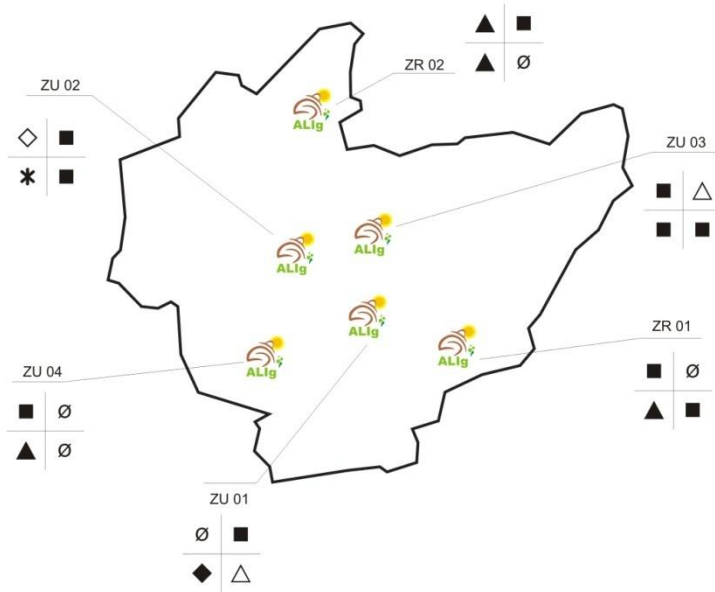 ZR 02
Ø
ZU 02
ALIg
ZU 03
ALIg
ALIg
ALIg
ZR 01
ALIg
ALIg
ZU 04
Ø
Ø
Ø
ZU 01
Ø